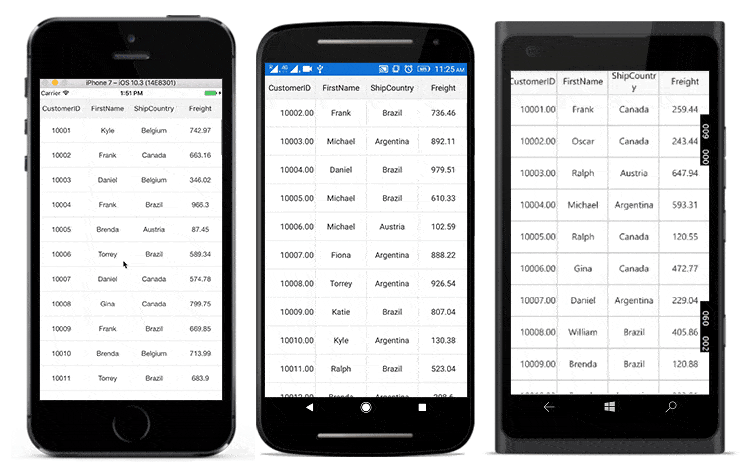 iPhone 7 – iOS 10.3 (14E8301)
Carrier 1:51 PM
CustomerID FirstName ShipCountry Freight
10001 Kyle Belgium 742.97
10002 Frank Canada 663.16
10003 Daniel Belgium 346.02
10004 Frank Brazil 966.3
10005 Brenda Austria 87.45
10006 Torrey Brazil 589.34
10007 Daniel Canada 574.78
10008 Gina Canada 799.75
10009 Frank Brazil 669.85
10010 Brenda Belgium 713.99
10011 Torrey Brazil 683.9
11:25 AM
CustomerID FirstName ShipCountry Freight
10002.00 Frank Brazil 736.46
10003.00 Michael Argentina 892.11
10004.00 Daniel Brazil 979.51
10005.00 Michael Brazil 610.33
10006.00 Michael Austria 102.59
10007.00 Fiona Argentina 888.22
10008.00 Torrey Argentina 926.54
10009.00 Katie Brazil 807.04
10010.00 Kyle Argentina 130.38
10011.00 Ralph Brazil 523.04
10012.00 Brenda Argentina 208.6
CustomerID FirstName ShipCountr
y Freight
10001.00 Frank Canada 259.44
10002.00 Oscar Canada 243.44
10003.00 Ralph Austria 647.94
10004.00 Michael Argentina 593.31
10005.00 Ralph Canada 120.55
10006.00 Gina Canada 472.77
10007.00 Daniel Argentina 229.04
10008.00 William Brazil 405.86
10009.00 Brenda Brazil 120.88
060 000
060 002